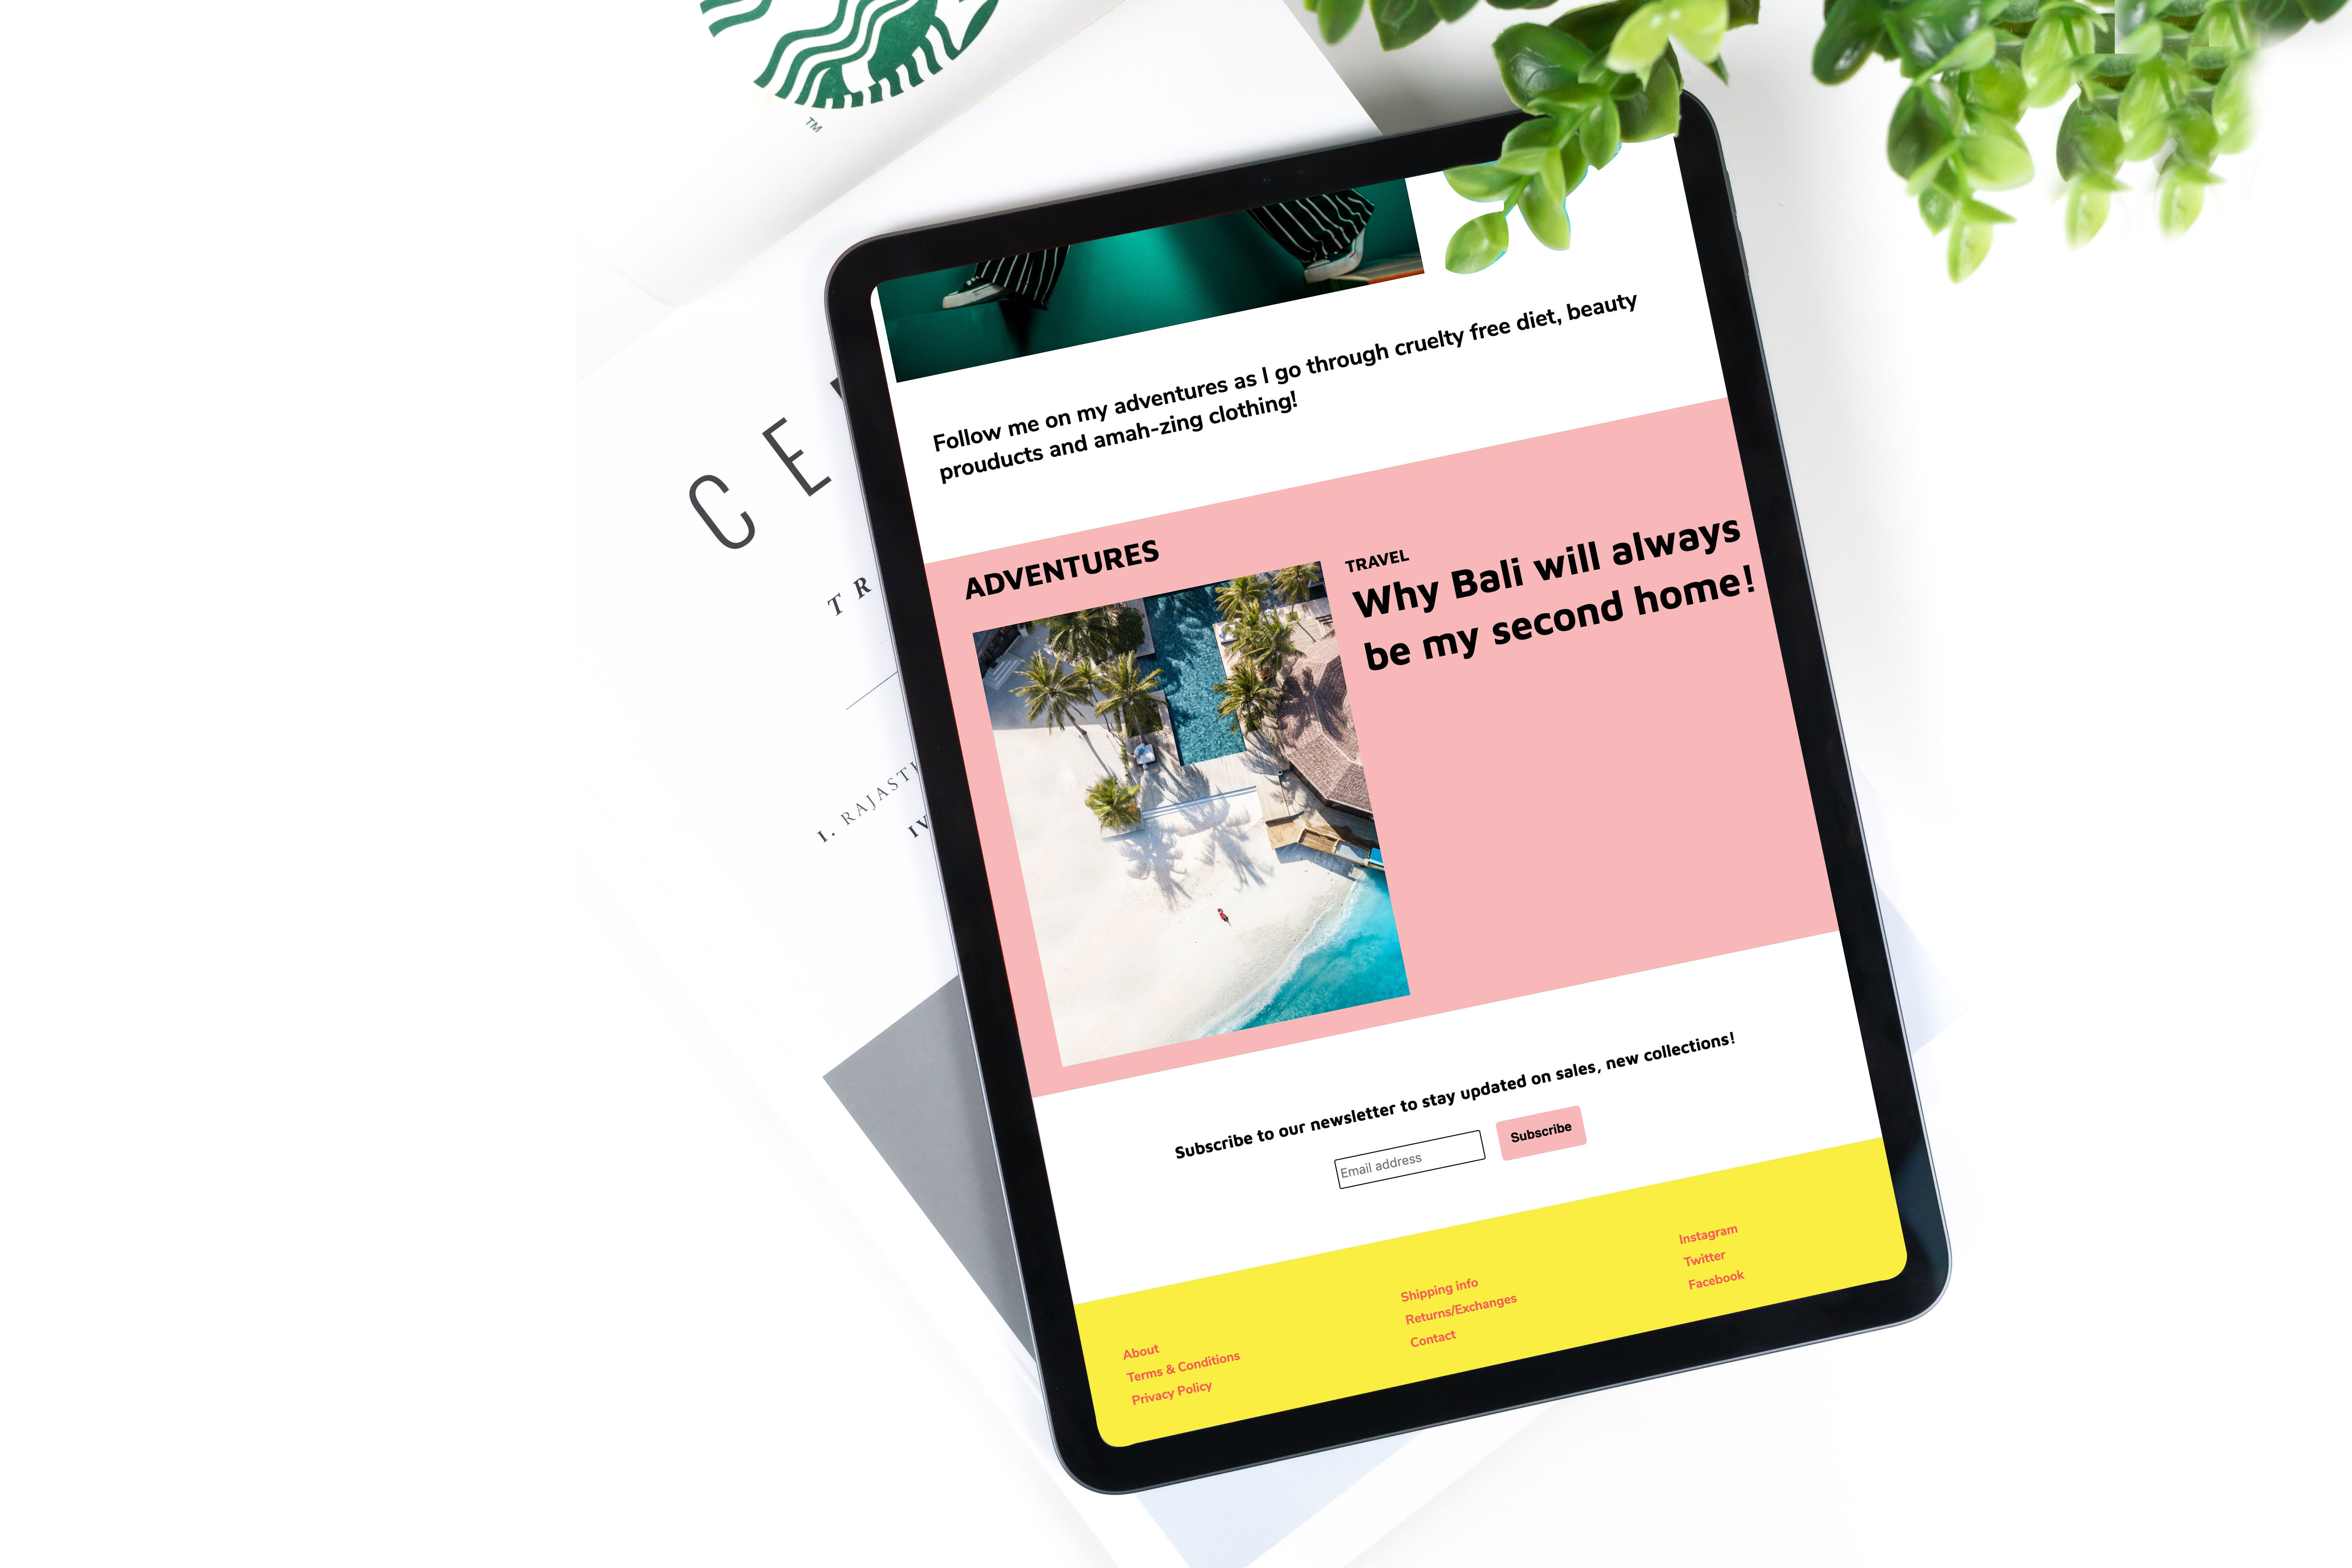 TM
CE
TR
I. RAJASTH
IV
Follow me on my adventures as I go through cruelty free diet, beauty
prouducts and amah-zing clothing!
ADVENTURES
TRAVEL
Why Bali will always
be my second home!
Subscribe to our newsletter to stay updated on sales, new collections!
Email address
Subscribe
About
Terms & Conditions
Privacy Policy
Shipping info
Returns/Exchanges
Contact
Instagram
Twitter
Facebook